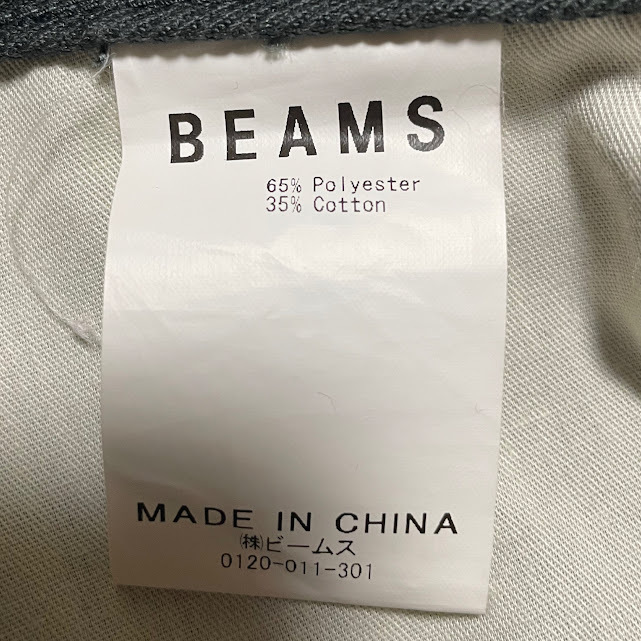 BEAMS
65% Polyester
35% Cotton
MADE IN CHINA
㈱ビームス
0120-011-301